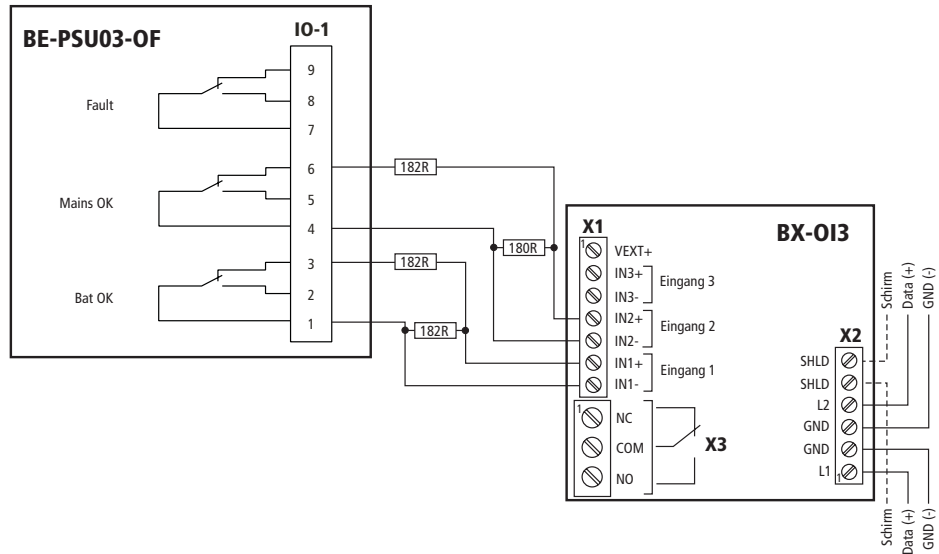 BE-PSU03-OF
IO-1
9
Fault
8
7
6
182R
Mains OK
5
4
180R
3
182R
Bat OK
2
1
182R
BX-OI3
X1
1
VEXT+
IN3+
Eingang 3
IN3-
IN2+
Eingang 2
IN2-
IN1+
Eingang 1
IN1-
1
NC
COM
X3
NO
X2
SHLD
SHLD
L2
GND
GND
L1
1
Schirm
Data (+)
GND (-)
Schirm
Data (+)
GND (-)